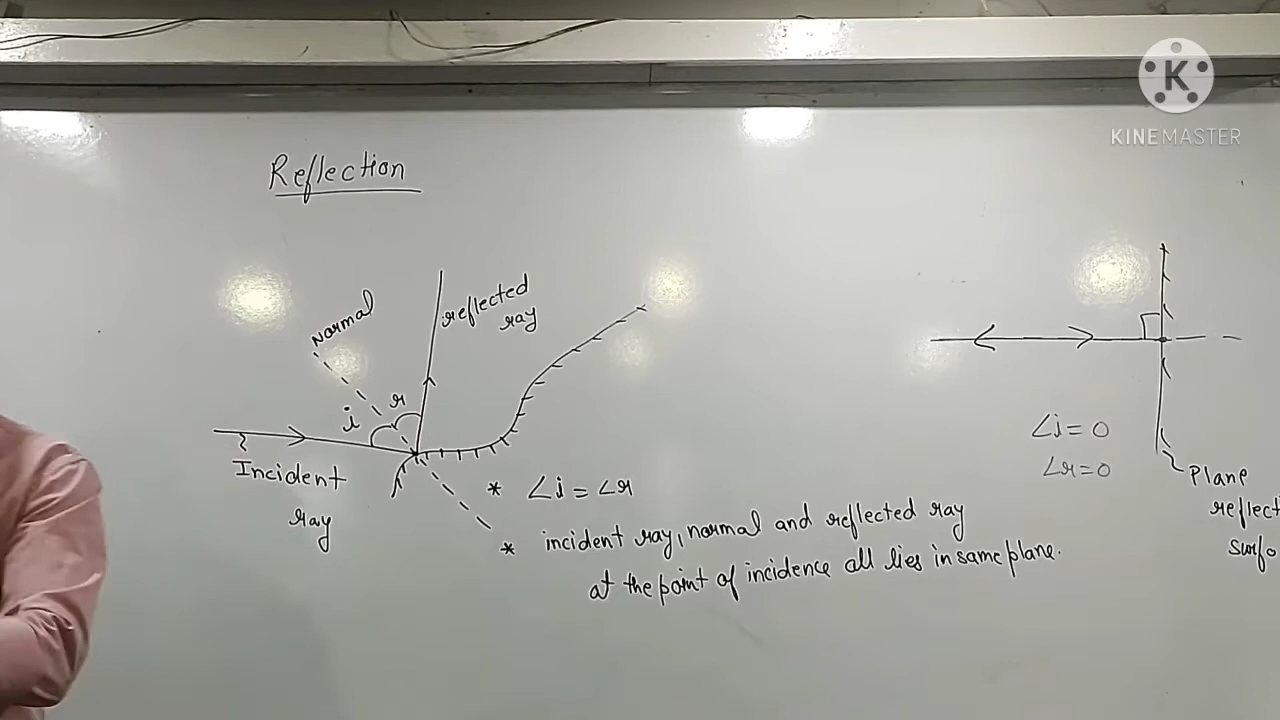 K
KINEMASTER
Reflection
Normal
reflected
ray
i
r
Incident
ray
* ∠i = ∠r
* incident ray, normal and reflected ray
at the point of incidence all lies in same plane.
∠i = 0
∠r = 0
Plane
reflect
surfa